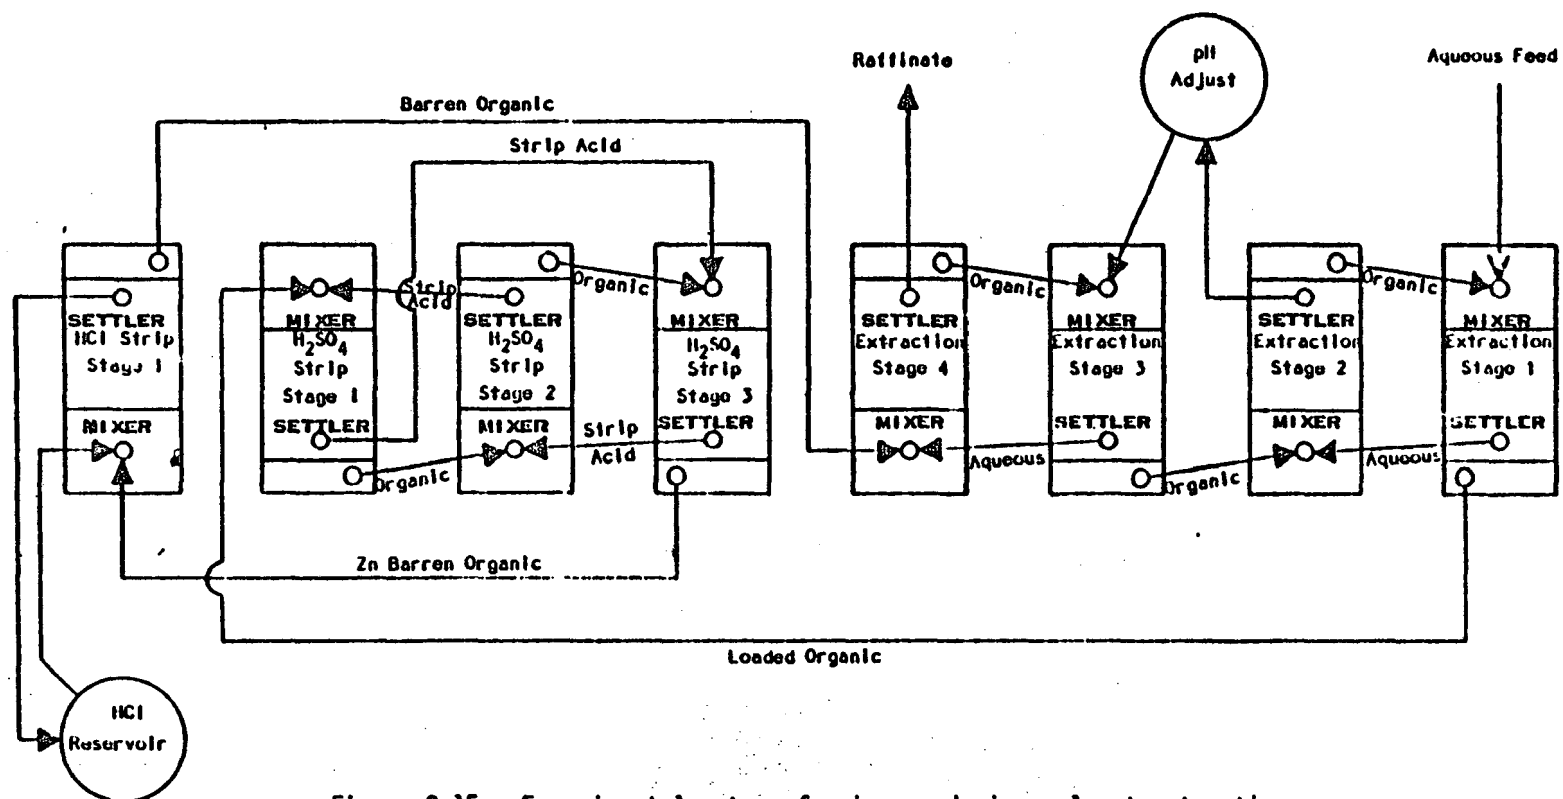 Raffinate
pH
Adjust
Aqueous Feed
Barren Organic
Strip Acid
SETTLER
HCl Strip
Stage 1
MIXER
MIXER
H2SO4
Strip
Stage 1
SETTLER
Strip
Acid
Organic
SETTLER
H2SO4
Strip
Stage 2
MIXER
Organic
Strip
Acid
MIXER
H2SO4
Strip
Stage 3
SETTLER
SETTLER
Extraction
Stage 4
MIXER
Organic
Aqueous
MIXER
Extraction
Stage 3
SETTLER
Organic
SETTLER
Extraction
Stage 2
MIXER
Organic
Aqueous
MIXER
Extraction
Stage 1
SETTLER
Zn Barren Organic
Loaded Organic
HCl
Reservoir